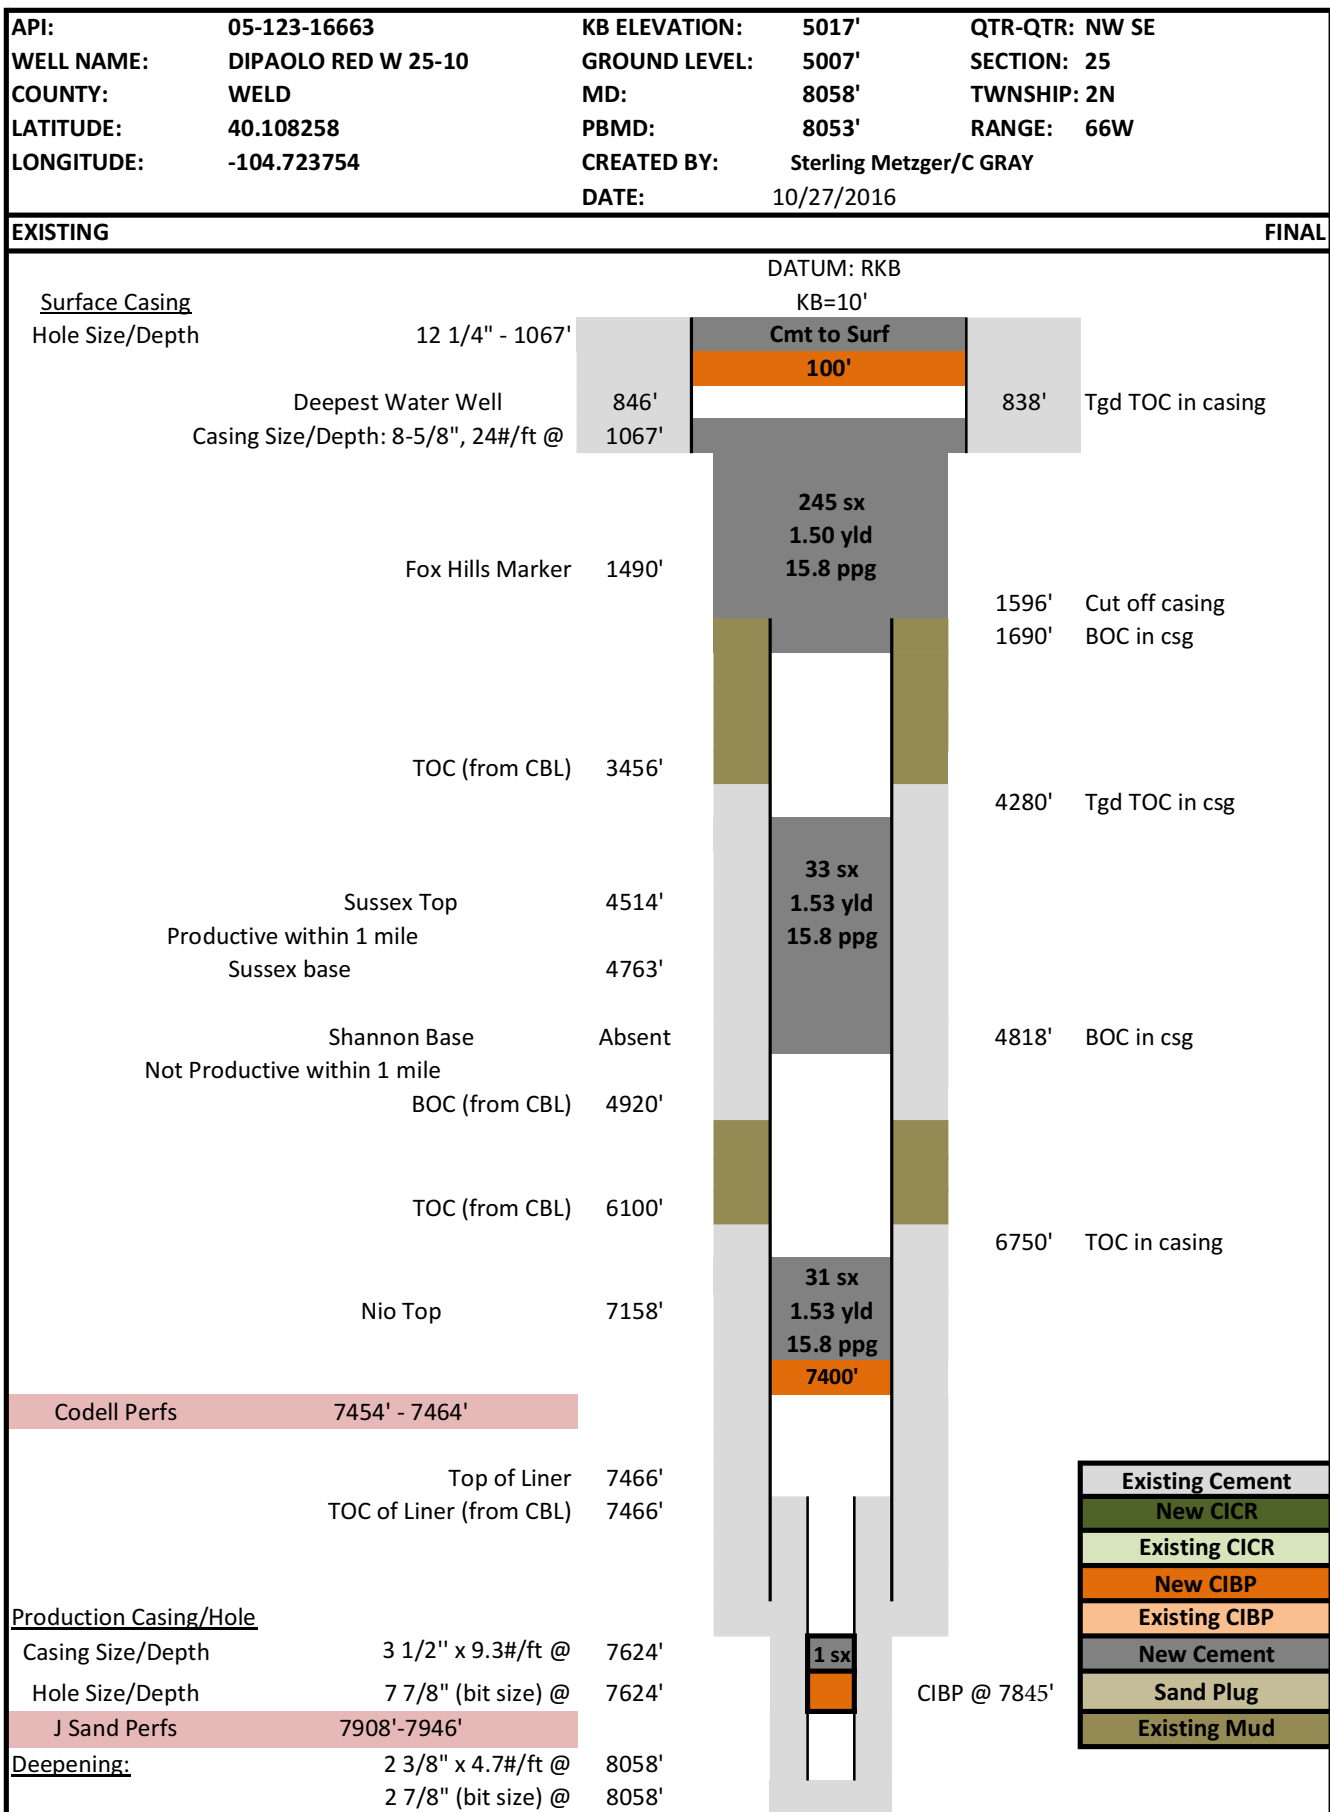 API: 05-123-16663 KB ELEVATION: 5017' QTR-QTR: NW SE
WELL NAME: DIPAOLO RED W 25-10 GROUND LEVEL: 5007' SECTION: 25
COUNTY: WELD MD: 8058' TWNSHIP: 2N
LATITUDE: 40.108258 PBMD: 8053' RANGE: 66W
LONGITUDE: -104.723754 CREATED BY: Sterling Metzger/C GRAY
DATE: 10/27/2016
EXISTING FINAL
DATUM: RKB
Surface Casing KB=10'
Hole Size/Depth 12 1/4" - 1067' Cmt to Surf
100'
Deepest Water Well 846' 838' Tgd TOC in casing
Casing Size/Depth: 8-5/8", 24#/ft @ 1067'
245 sx
1.50 yld
Fox Hills Marker 1490' 15.8 ppg
1596' Cut off casing
1690' BOC in csg
TOC (from CBL) 3456'
4280' Tgd TOC in csg
33 sx
Sussex Top 4514' 1.53 yld
Productive within 1 mile 15.8 ppg
Sussex base 4763'
Shannon Base Absent 4818' BOC in csg
Not Productive within 1 mile
BOC (from CBL) 4920'
TOC (from CBL) 6100'
6750' TOC in casing
31 sx
Nio Top 7158' 1.53 yld
15.8 ppg
7400'
Codell Perfs 7454' - 7464'
Top of Liner 7466' Existing Cement
TOC of Liner (from CBL) 7466' New CICR
Existing CICR
New CIBP
Production Casing/Hole Existing CIBP
Casing Size/Depth 3 1/2'' x 9.3#/ft @ 7624' 1 sx New Cement
Hole Size/Depth 7 7/8" (bit size) @ 7624' CIBP @ 7845' Sand Plug
J Sand Perfs 7908'-7946' Existing Mud
Deepening: 2 3/8" x 4.7#/ft @ 8058'
2 7/8" (bit size) @ 8058'